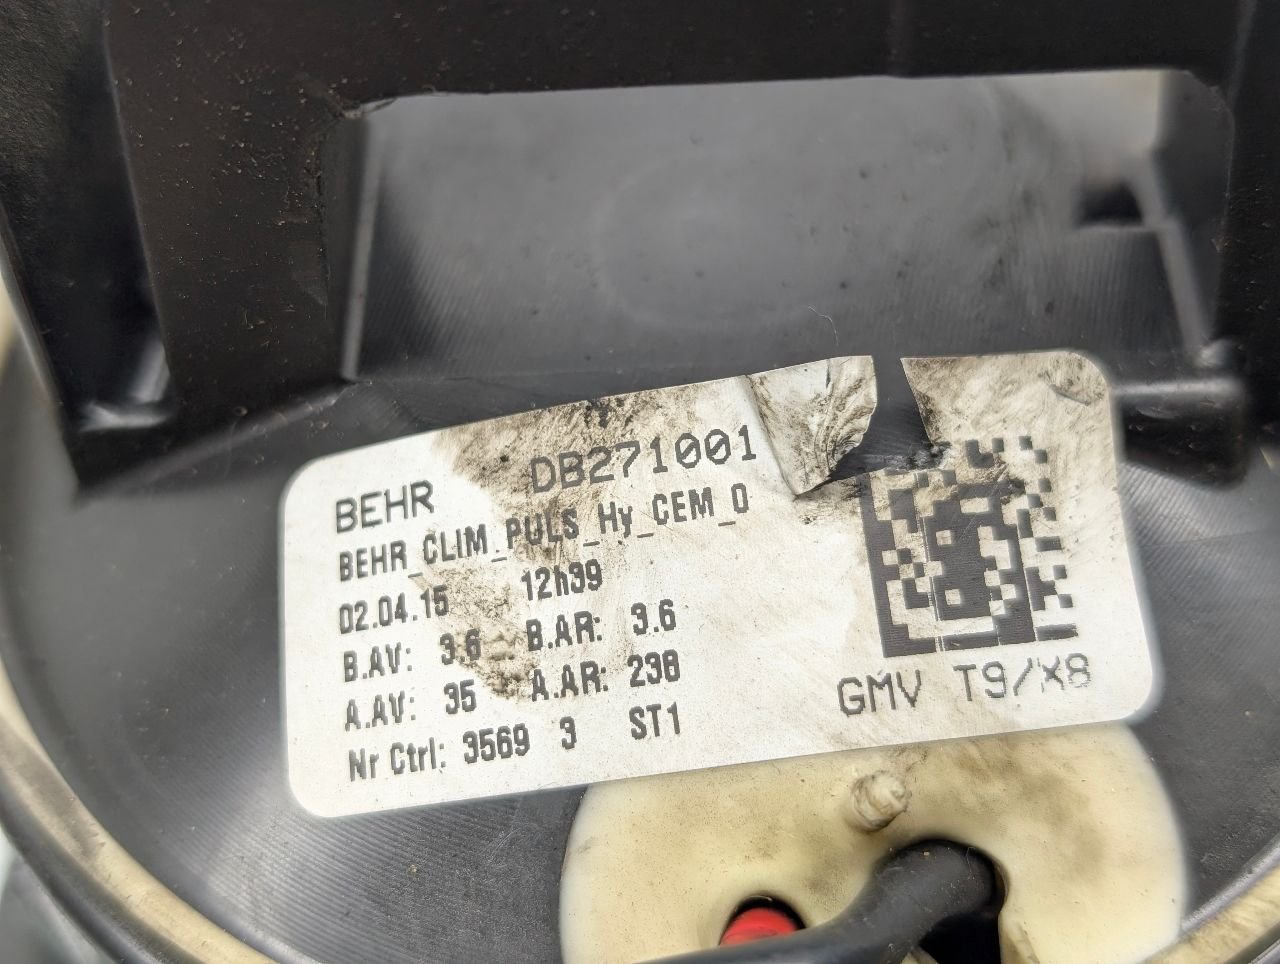 BEHR DB271001
BEHR_CLIM_PULS_Hy_CEM_0
02.04.15 12h39
B.AV: 3.6 B.AR: 3.6
A.AV: 35 A.AR: 238
Nr Ctrl: 3569 3 ST1
GMV T9/X8